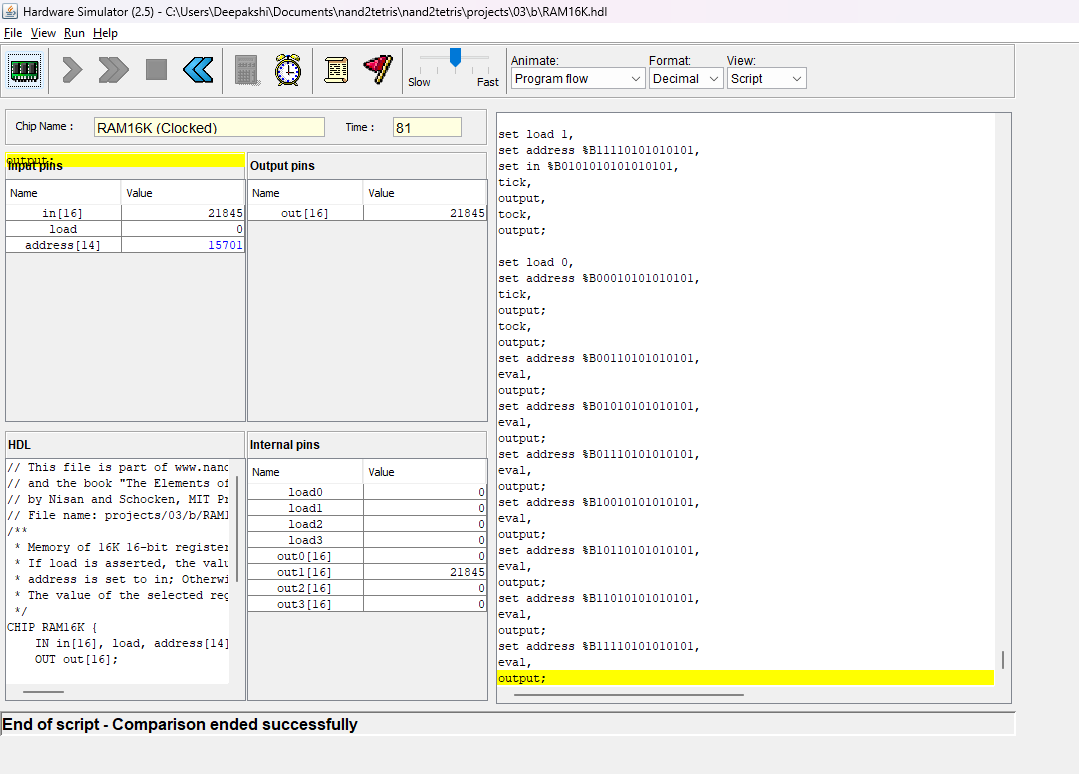 Hardware Simulator (2.5) - C:\Users\Deepakshi\Documents\nand2tetris\nand2tetris\projects\03\b\RAM16K.hdl
File View Run Help
Slow Fast
Animate: Format: View:
Program flow Decimal Script
Chip Name : RAM16K (Clocked) Time : 81
output;
Input pins
Name Value
in[16] 21845
load 0
address[14] 15701
Output pins
Name Value
out[16] 21845
HDL
// This file is part of www.nand
// and the book "The Elements of
// by Nisan and Schocken, MIT Pr
// File name: projects/03/b/RAM1
/**
* Memory of 16K 16-bit register
* If load is asserted, the valu
* address is set to in; Otherwi
* The value of the selected reg
*/
CHIP RAM16K {
IN in[16], load, address[14]
OUT out[16];
Internal pins
Name Value
load0 0
load1 0
load2 0
load3 0
out0[16] 0
out1[16] 21845
out2[16] 0
out3[16] 0
set load 1,
set address %B11110101010101,
set in %B0101010101010101,
tick,
output,
tock,
output;
set load 0,
set address %B00010101010101,
tick,
output;
tock,
output;
set address %B00110101010101,
eval,
output;
set address %B01010101010101,
eval,
output;
set address %B01110101010101,
eval,
output;
set address %B10010101010101,
eval,
output;
set address %B10110101010101,
eval,
output;
set address %B11010101010101,
eval,
output;
set address %B11110101010101,
eval,
output;
End of script - Comparison ended successfully